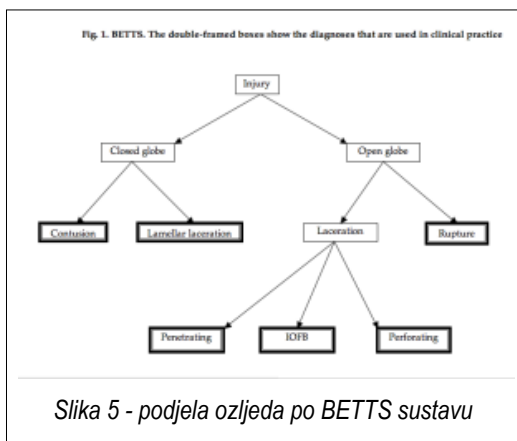 Fig. 1. BETTS. The double-framed boxes show the diagnoses that are used in clinical practice
Injury
Closed globe
Open globe
Contusion
Lamellar laceration
Laceration
Rupture
Penetrating
IOFB
Perforating
Slika 5 - podjela ozljeda po BETTS sustavu